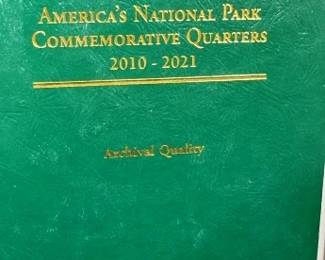 America's National Park
Commemorative Quarters
2010 - 2021
Archival Quality